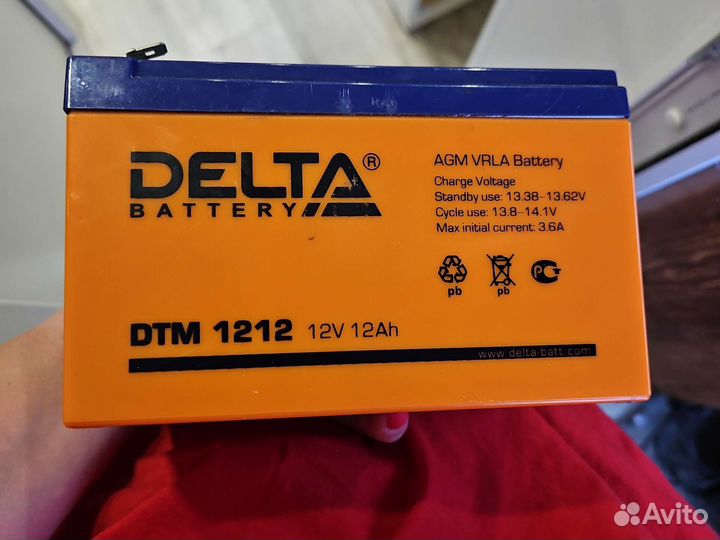 DELTA®
BATTERY
AGM VRLA Battery
Charge Voltage
Standby use: 13.38-13.62V
Cycle use: 13.8-14.1V
Max initial current: 3.6A
pb
pb
DTM 1212 12V 12Ah
www.delta-batt.com
Avito